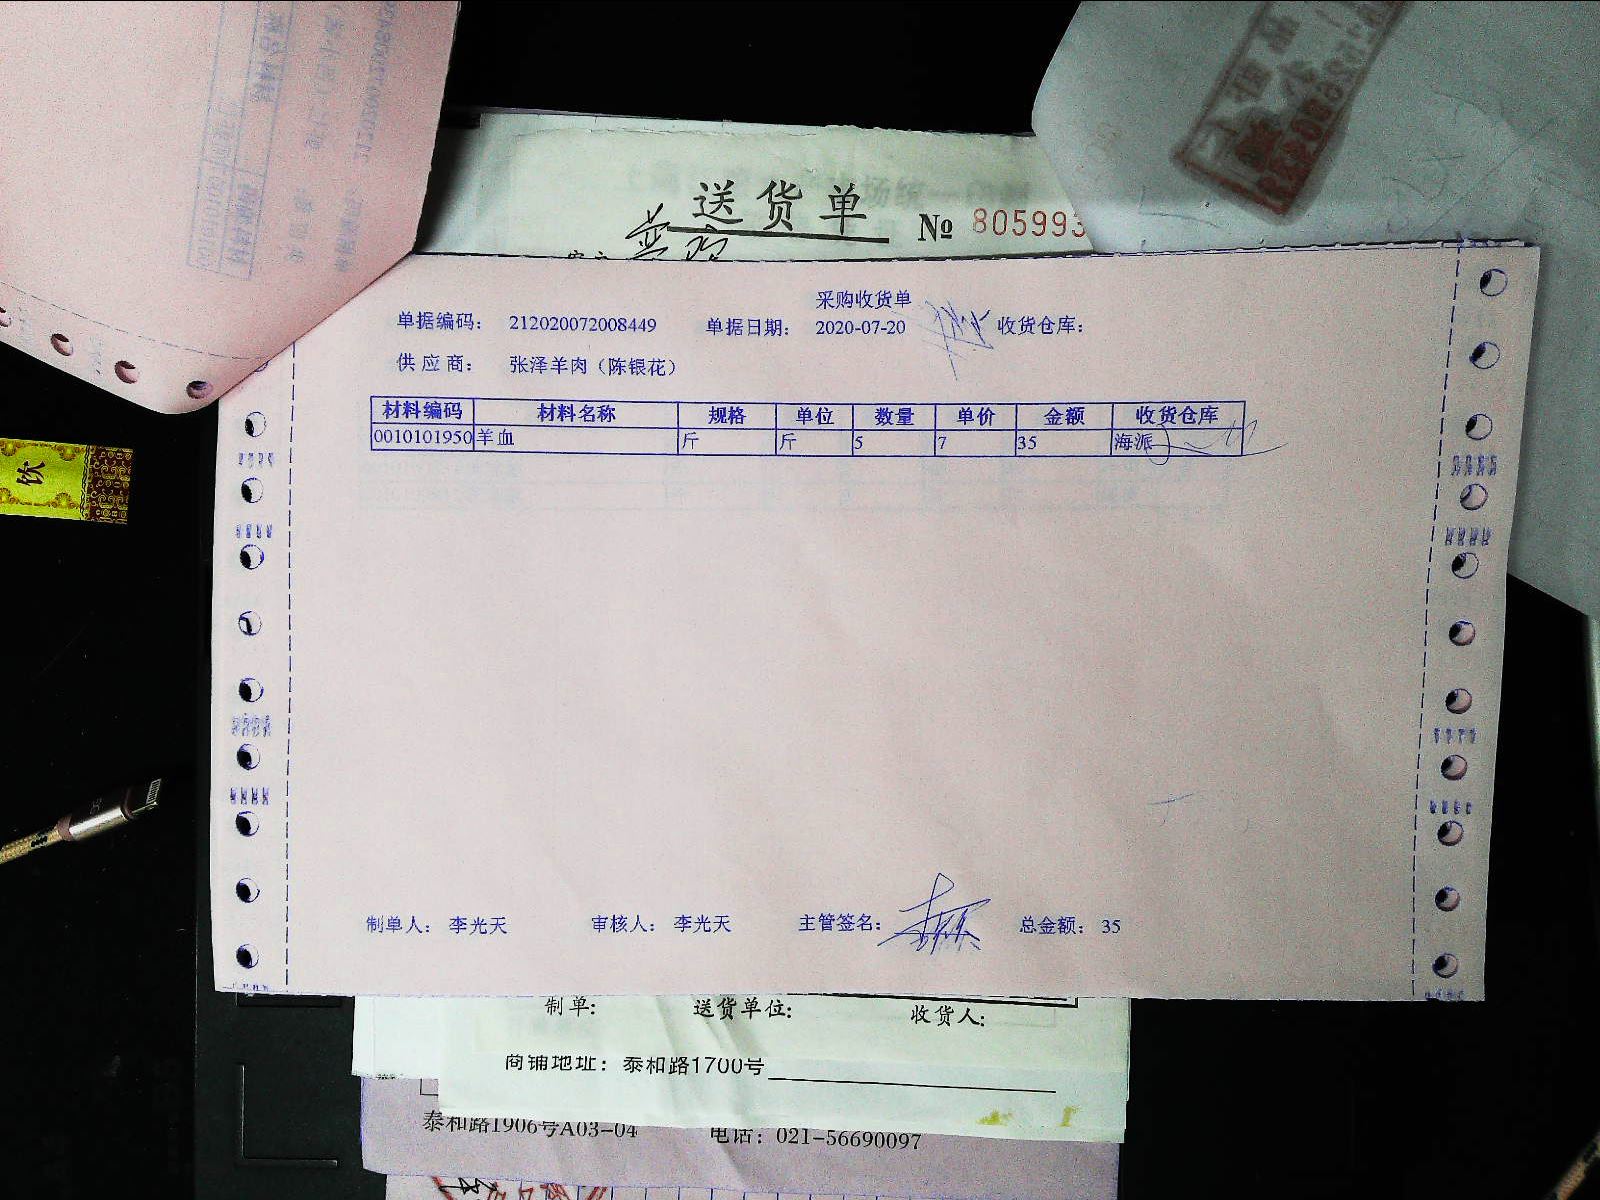 送货单
№ 805993
采购收货单
单据编码: 212020072008449 单据日期: 2020-07-20 收货仓库:
供应商: 张泽羊肉（陈银花）
材料编码 材料名称 规格 单位 数量 单价 金额 收货仓库
0010101950 羊血 斤 斤 5 7 35 海派
制单人: 李光天 审核人: 李光天 主管签名: 总金额: 35
制单: 送货单位: 收货人:
商铺地址: 泰和路1700号
泰和路1906号A03-04 电话: 021-56690097
饮